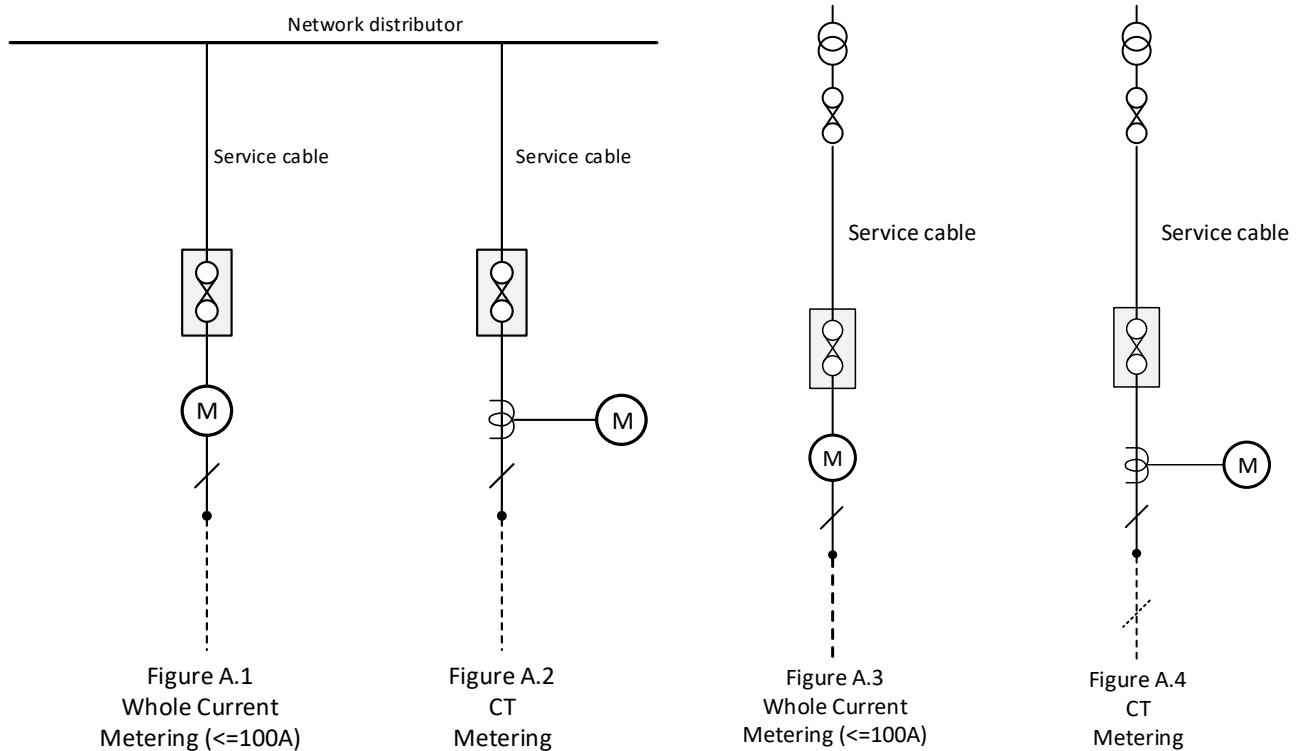 Network distributor
Service cable
Service cable
Service cable
Service cable
M
M
M
M
Figure A.1
Whole Current
Metering (<=100A)
Figure A.2
CT
Metering
Figure A.3
Whole Current
Metering (<=100A)
Figure A.4
CT
Metering